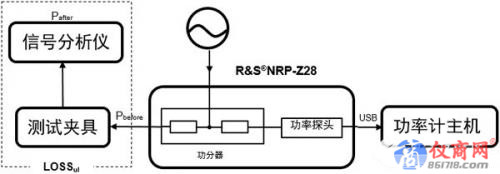 Pafter
信号分析仪
R&S®NRP-Z28
Pbefore
测试夹具
功率探头
USB
功率计主机
功分器
LOSSul
仪商网
861718.com